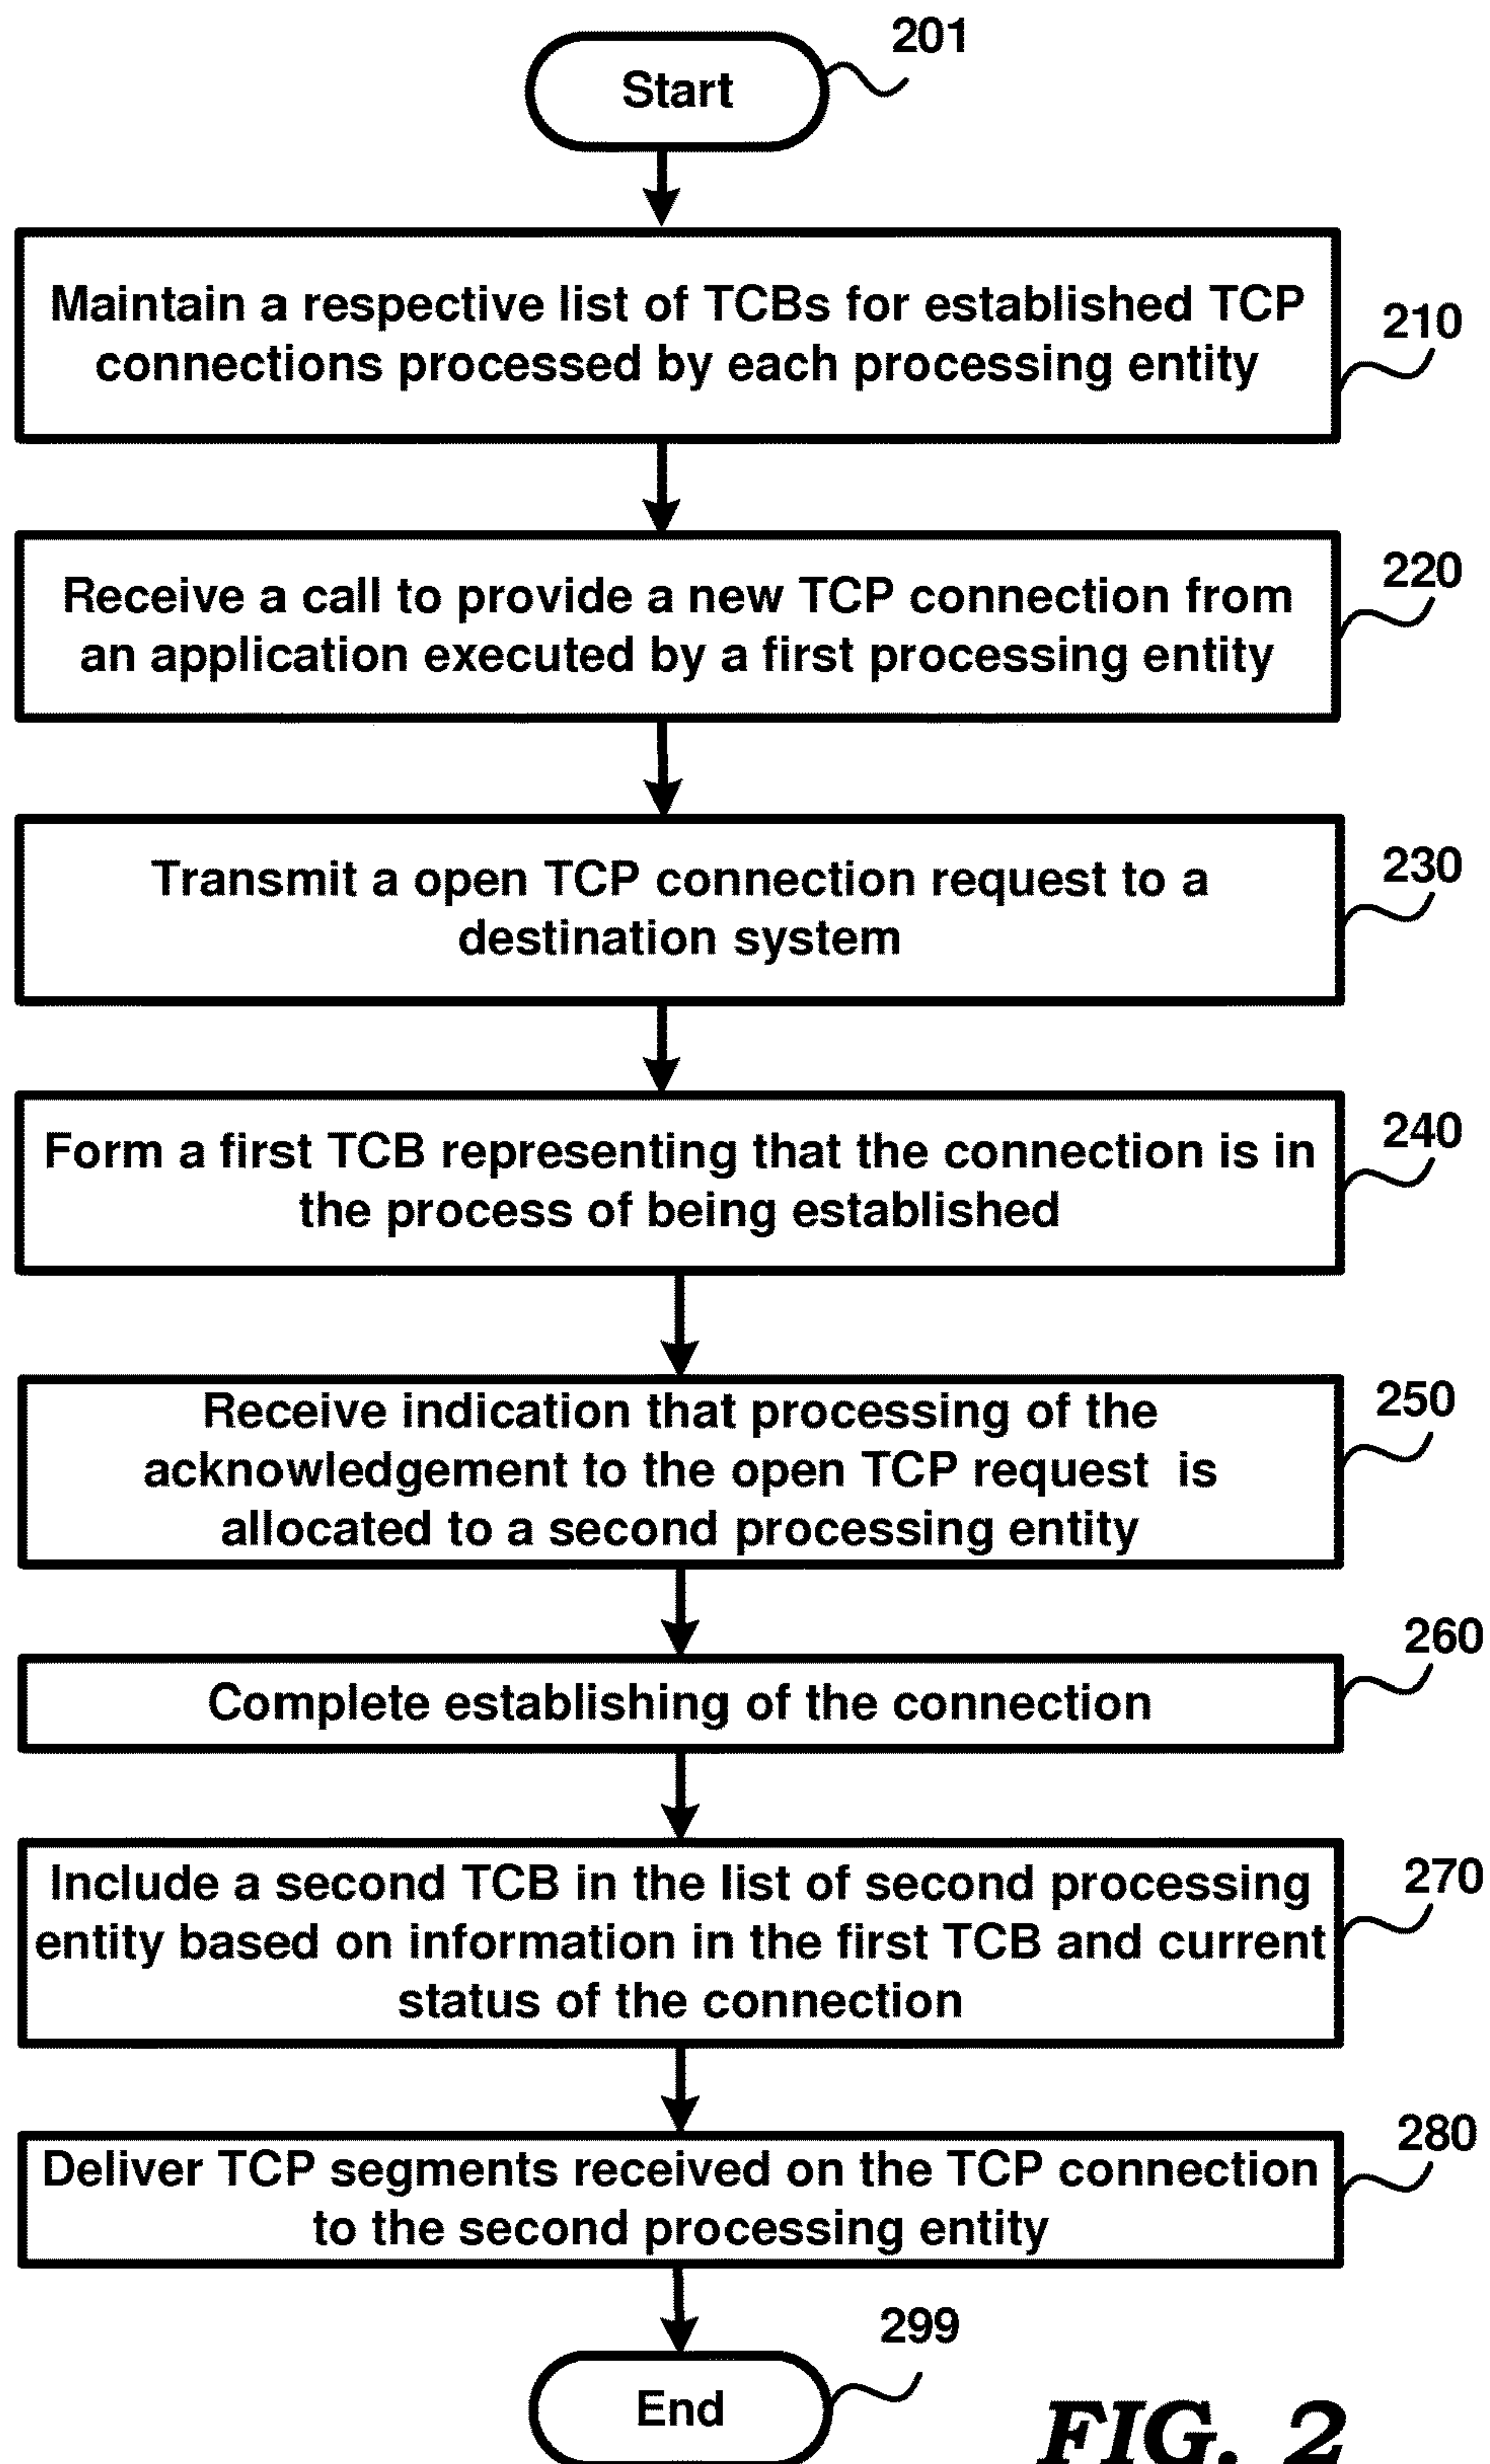 201
Start
Maintain a respective list of TCBs for established TCP
connections processed by each processing entity
210
Receive a call to provide a new TCP connection from
an application executed by a first processing entity
220
Transmit a open TCP connection request to a
destination system
230
Form a first TCB representing that the connection is in
the process of being established
240
Receive indication that processing of the
acknowledgement to the open TCP request is
allocated to a second processing entity
250
Complete establishing of the connection
260
Include a second TCB in the list of second processing
entity based on information in the first TCB and current
status of the connection
270
Deliver TCP segments received on the TCP connection
to the second processing entity
280
End
299
FIG. 2